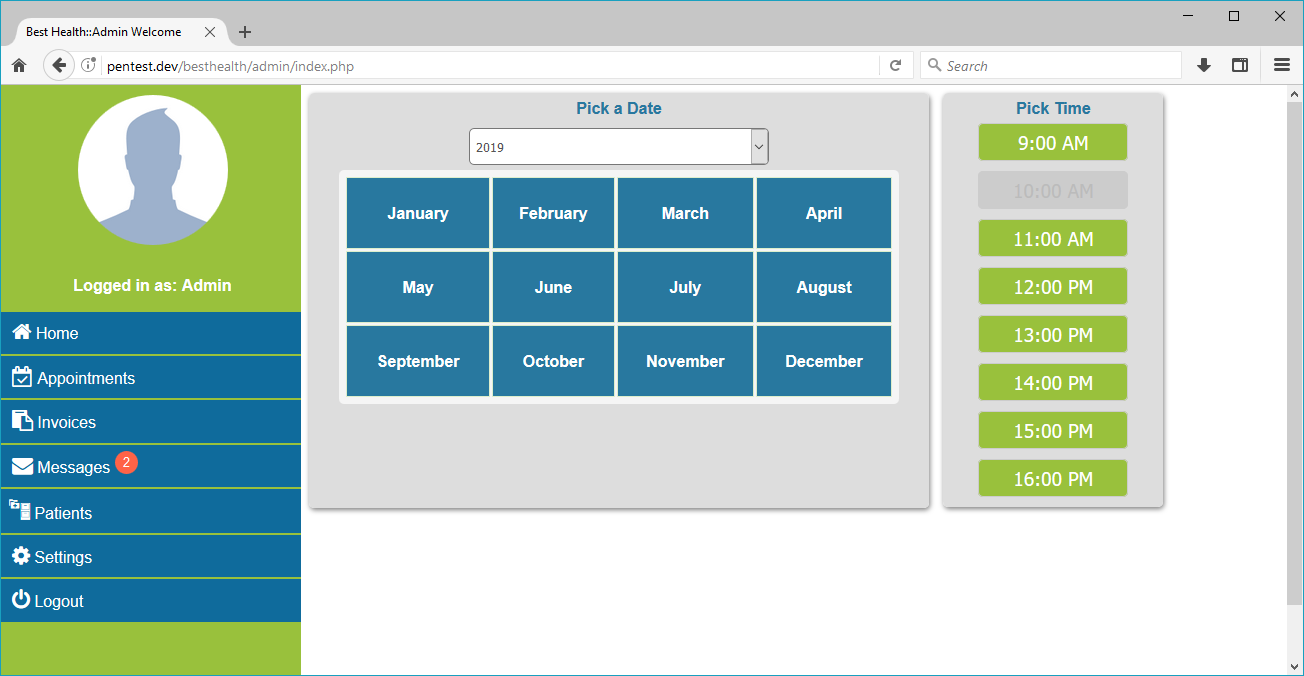 Best Health::Admin Welcome
pentest.dev/besthealth/admin/index.php
Search
Logged in as: Admin
Home
Appointments
Invoices
Messages 2
Patients
Settings
Logout
Pick a Date
2019
January February March April
May June July August
September October November December
Pick Time
9:00 AM
10:00 AM
11:00 AM
12:00 PM
13:00 PM
14:00 PM
15:00 PM
16:00 PM